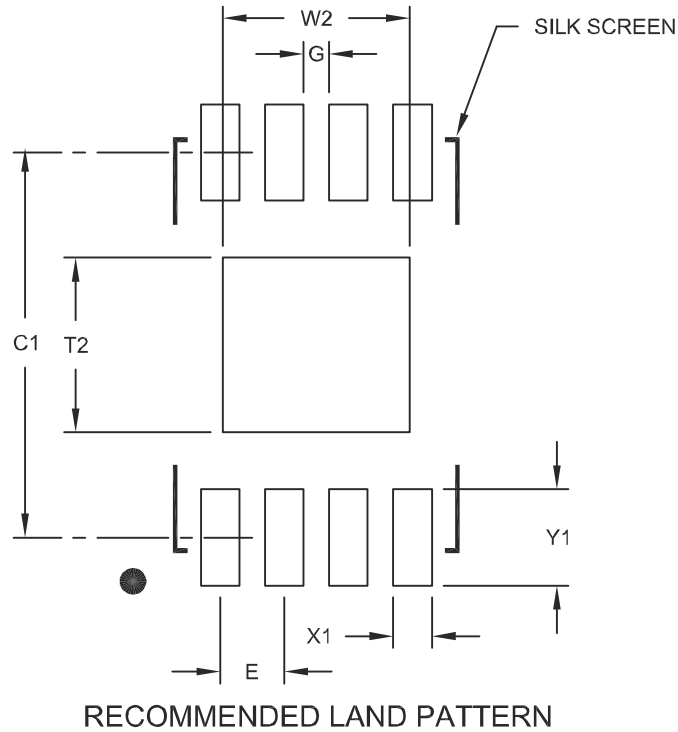 W2
SILK SCREEN
G
C1
T2
Y1
X1
E
RECOMMENDED LAND PATTERN